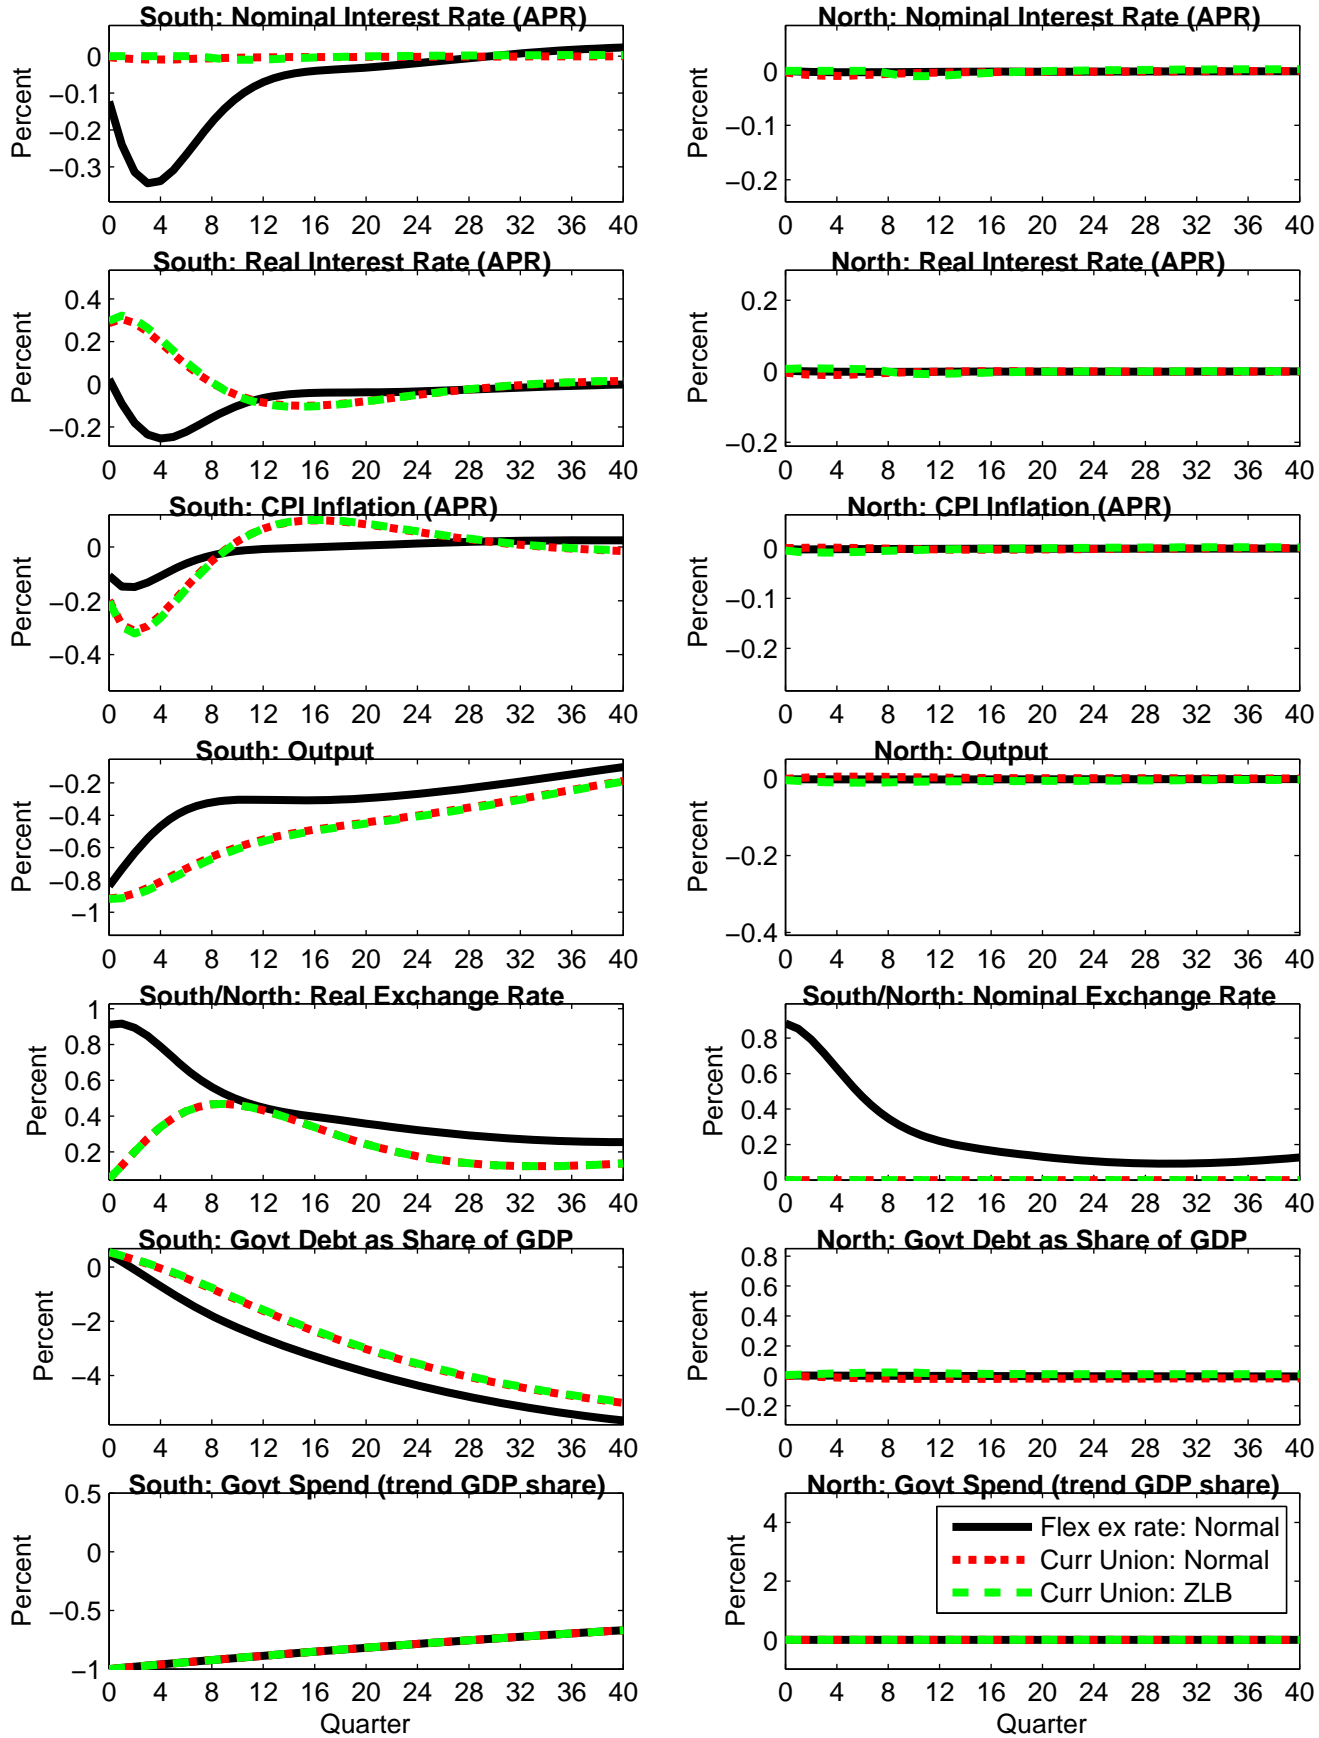 South: Nominal Interest Rate (APR)
Percent
0
−0.1
−0.2
−0.3
0 4 8 12 16 20 24 28 32 36 40
North: Nominal Interest Rate (APR)
Percent
0
−0.1
−0.2
0 4 8 12 16 20 24 28 32 36 40
South: Real Interest Rate (APR)
Percent
0.4
0.2
0
−0.2
0 4 8 12 16 20 24 28 32 36 40
North: Real Interest Rate (APR)
Percent
0.2
0
−0.2
0 4 8 12 16 20 24 28 32 36 40
South: CPI Inflation (APR)
Percent
0
−0.2
−0.4
0 4 8 12 16 20 24 28 32 36 40
North: CPI Inflation (APR)
Percent
0
−0.1
−0.2
0 4 8 12 16 20 24 28 32 36 40
South: Output
Percent
−0.2
−0.4
−0.6
−0.8
−1
0 4 8 12 16 20 24 28 32 36 40
North: Output
Percent
0
−0.2
−0.4
0 4 8 12 16 20 24 28 32 36 40
South/North: Real Exchange Rate
Percent
1
0.8
0.6
0.4
0.2
0 4 8 12 16 20 24 28 32 36 40
South/North: Nominal Exchange Rate
Percent
0.8
0.6
0.4
0.2
0
0 4 8 12 16 20 24 28 32 36 40
South: Govt Debt as Share of GDP
Percent
0
−2
−4
0 4 8 12 16 20 24 28 32 36 40
North: Govt Debt as Share of GDP
Percent
0.8
0.6
0.4
0.2
0
−0.2
0 4 8 12 16 20 24 28 32 36 40
South: Govt Spend (trend GDP share)
Percent
0.5
0
−0.5
−1
0 4 8 12 16 20 24 28 32 36 40
Quarter
North: Govt Spend (trend GDP share)
Percent
4
2
0
Flex ex rate: Normal
Curr Union: Normal
Curr Union: ZLB
0 4 8 12 16 20 24 28 32 36 40
Quarter